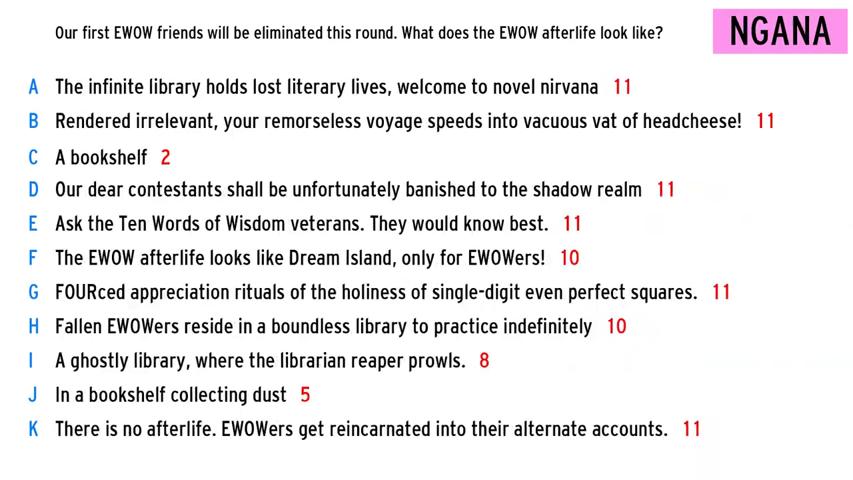 Our first EWOW friends will be eliminated this round. What does the EWOW afterlife look like?
NGANA
A The infinite library holds lost literary lives, welcome to novel nirvana 11
B Rendered irrelevant, your remorseless voyage speeds into vacuous vat of headcheese! 11
C A bookshelf 2
D Our dear contestants shall be unfortunately banished to the shadow realm 11
E Ask the Ten Words of Wisdom veterans. They would know best. 11
F The EWOW afterlife looks like Dream Island, only for EWOWers! 10
G FOURced appreciation rituals of the holiness of single-digit even perfect squares. 11
H Fallen EWOWers reside in a boundless library to practice indefinitely 10
I A ghostly library, where the librarian reaper prowls. 8
J In a bookshelf collecting dust 5
K There is no afterlife. EWOWers get reincarnated into their alternate accounts. 11